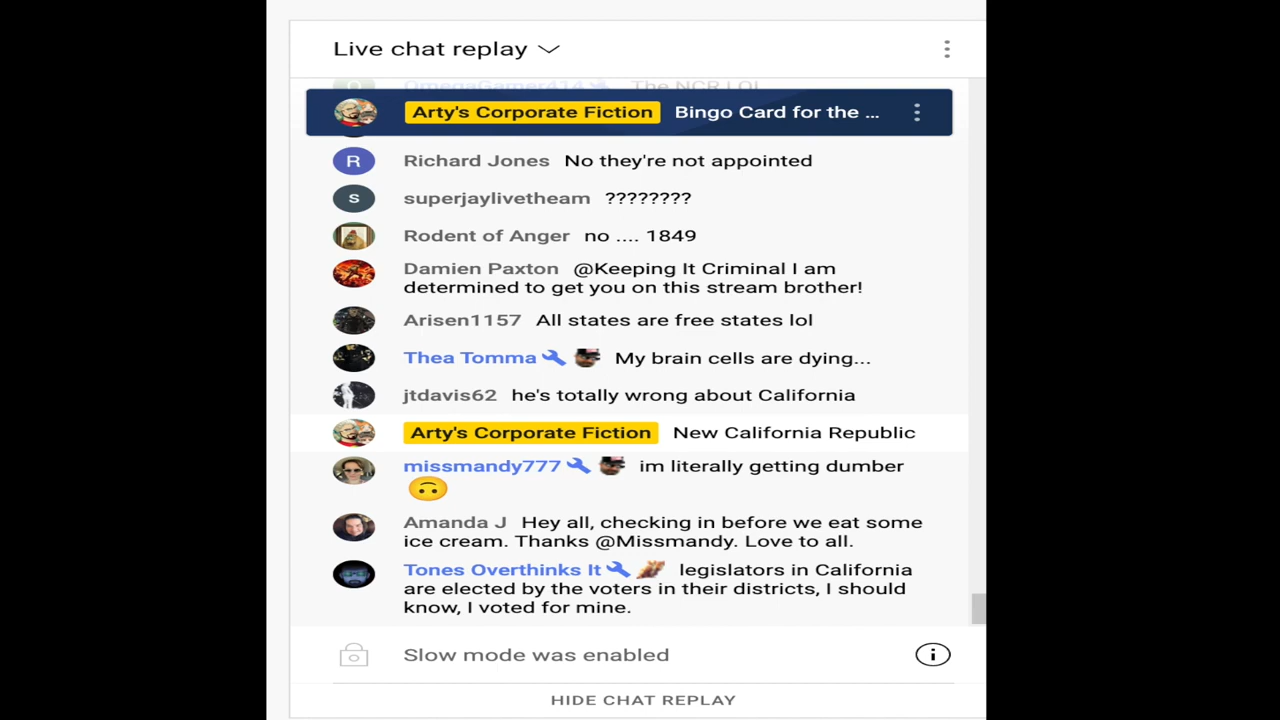 Live chat replay
OmegaGamer414 The NCR LOL
Arty's Corporate Fiction Bingo Card for the ...
R Richard Jones No they're not appointed
S superjaylivetheam ????????
Rodent of Anger no .... 1849
Damien Paxton @Keeping It Criminal I am
determined to get you on this stream brother!
Arisen1157 All states are free states lol
Thea Tomma My brain cells are dying...
jtdavis62 he's totally wrong about California
Arty's Corporate Fiction New California Republic
missmandy777 im literally getting dumber
🙃
Amanda J Hey all, checking in before we eat some
ice cream. Thanks @Missmandy. Love to all.
Tones Overthinks It legislators in California
are elected by the voters in their districts, I should
know, I voted for mine.
Slow mode was enabled
HIDE CHAT REPLAY